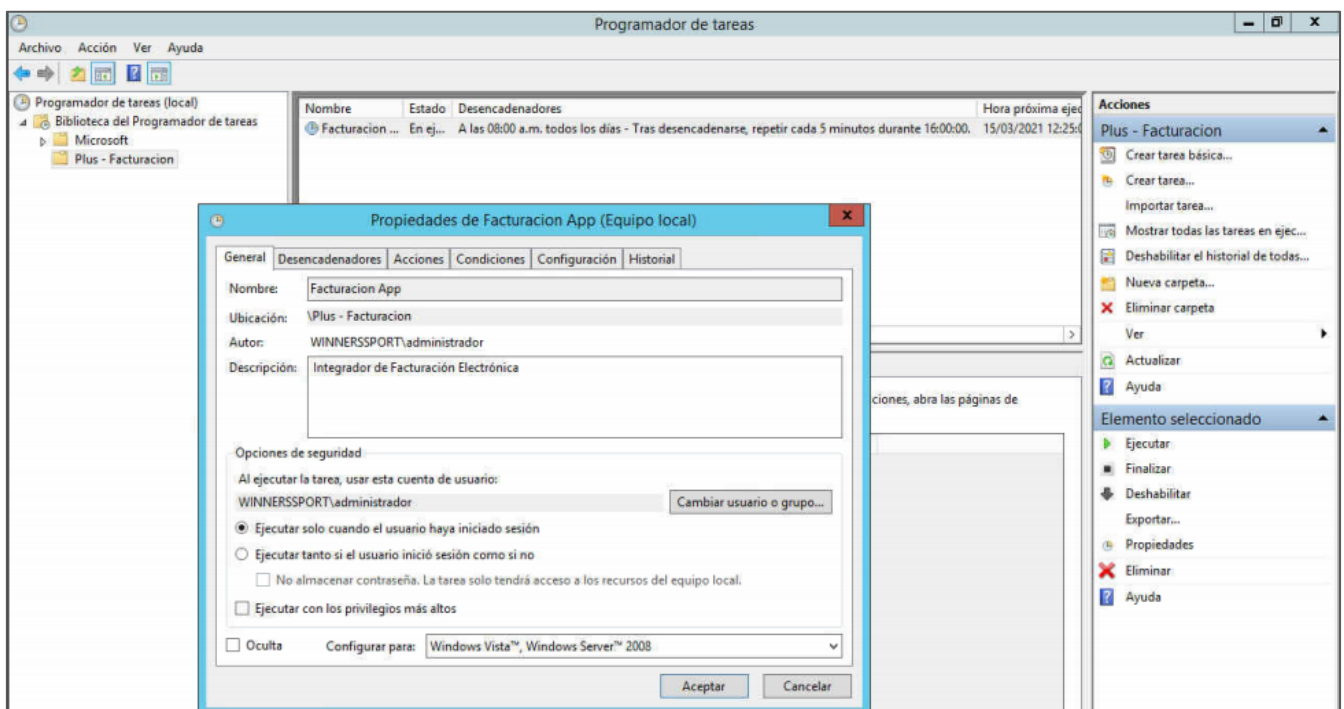 Programador de tareas
Archivo Acción Ver Ayuda
Programador de tareas (local)
Biblioteca del Programador de tareas
Microsoft
Plus - Facturacion
Nombre Estado Desencadenadores Hora próxima ejec
Facturacion ... En ej... A las 08:00 a.m. todos los días - Tras desencadenarse, repetir cada 5 minutos durante 16:00:00. 15/03/2021 12:25:0
Propiedades de Facturacion App (Equipo local)
General Desencadenadores Acciones Condiciones Configuración Historial
Nombre: Facturacion App
Ubicación: \Plus - Facturacion
Autor: WINNERSSPORT\administrador
Descripción: Integrador de Facturación Electrónica
Opciones de seguridad
Al ejecutar la tarea, usar esta cuenta de usuario:
WINNERSSPORT\administrador Cambiar usuario o grupo...
Ejecutar solo cuando el usuario haya iniciado sesión
Ejecutar tanto si el usuario inició sesión como si no
No almacenar contraseña. La tarea solo tendrá acceso a los recursos del equipo local.
Ejecutar con los privilegios más altos
Oculta Configurar para: Windows Vista™, Windows Server™ 2008
Aceptar Cancelar
ciones, abra las páginas de
Acciones
Plus - Facturacion
Crear tarea básica...
Crear tarea...
Importar tarea...
Mostrar todas las tareas en ejec...
Deshabilitar el historial de todas...
Nueva carpeta...
Eliminar carpeta
Ver
Actualizar
Ayuda
Elemento seleccionado
Ejecutar
Finalizar
Deshabilitar
Exportar...
Propiedades
Eliminar
Ayuda